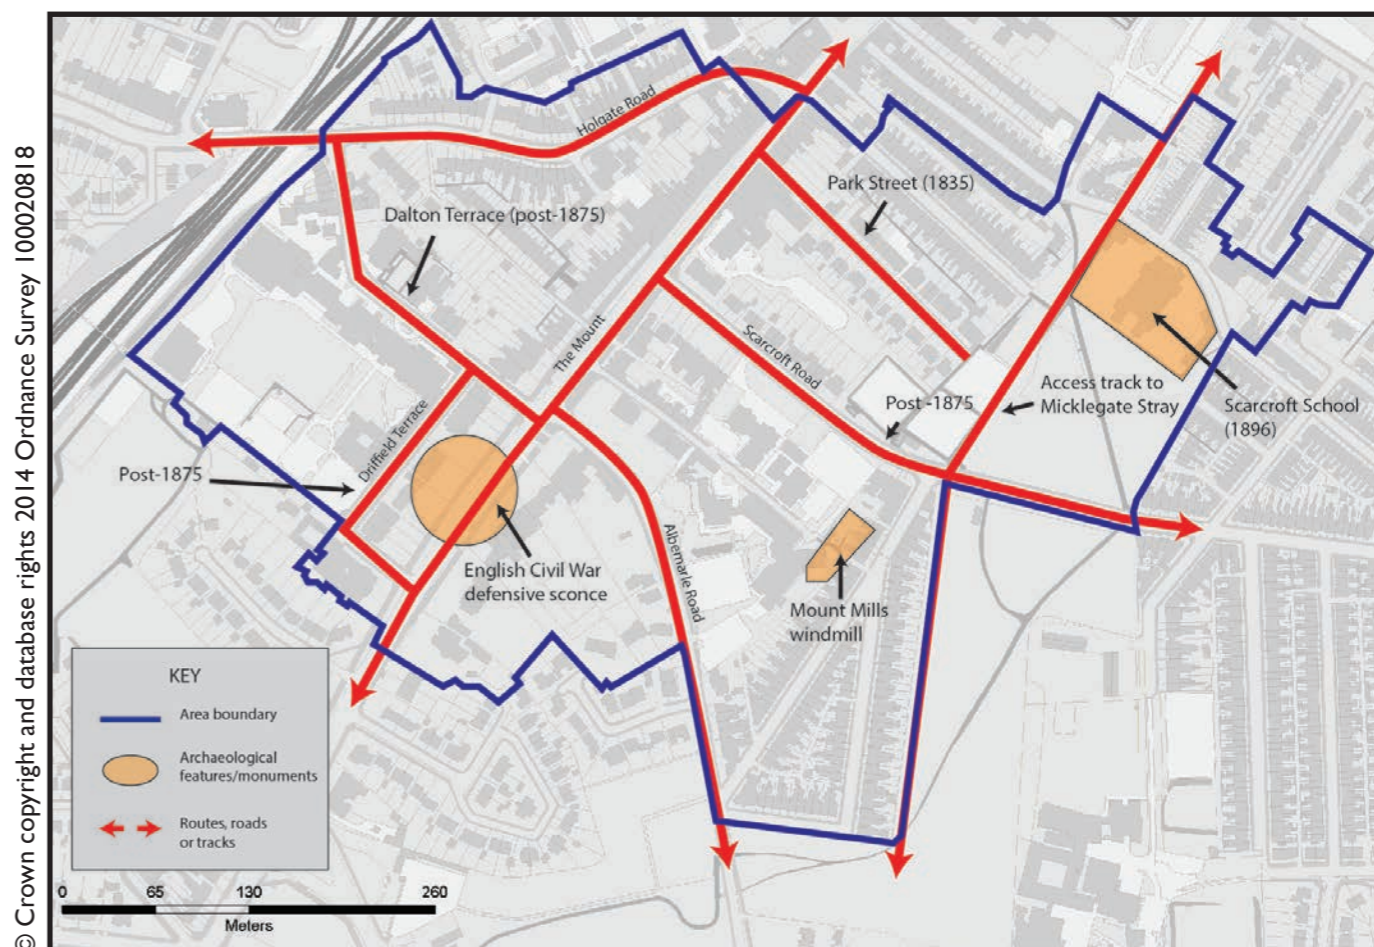 © Crown copyright and database rights 2014 Ordnance Survey 100020818
Holgate Road
Park Street (1835)
Dalton Terrace (post-1875)
The Mount
Scarcroft Road
Access track to
Micklegate Stray
Scarcroft School
(1896)
Post -1875
Driffield Terrace
Post-1875
English Civil War
defensive sconce
Albemarle Road
Mount Mills
windmill
KEY
Area boundary
Archaeological
features/monuments
Routes, roads
or tracks
0 65 130 260
Meters